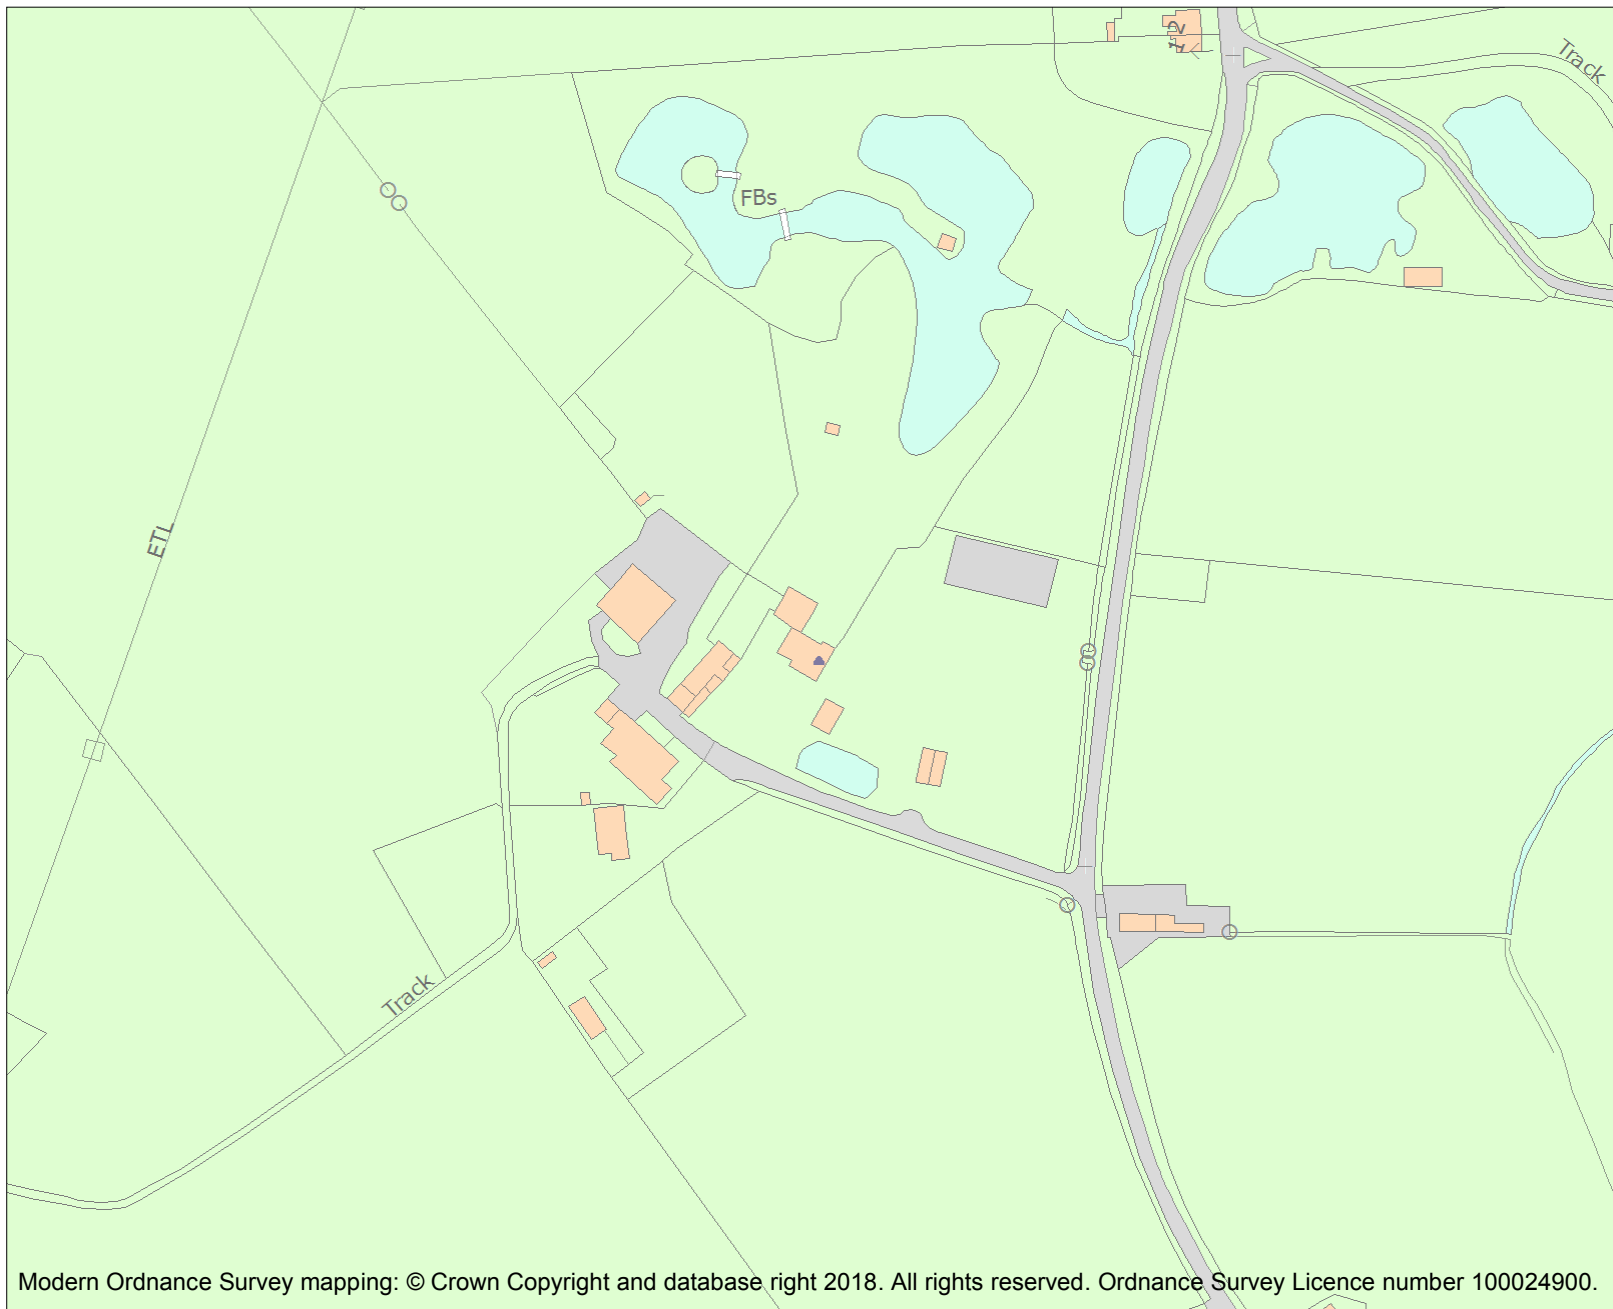 12
Track
FBs
ETL
Track
Modern Ordnance Survey mapping: © Crown Copyright and database right 2018. All rights reserved. Ordnance Survey Licence number 100024900.